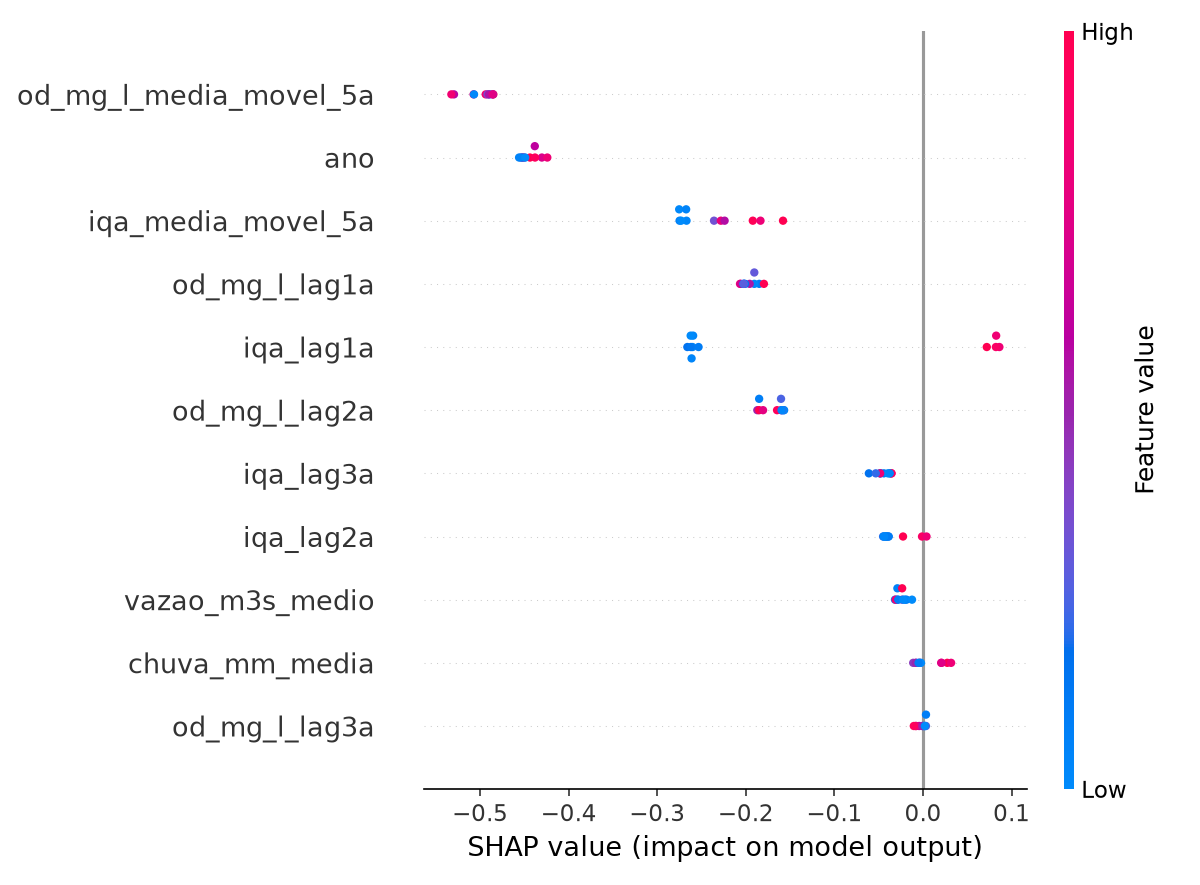 High
od_mg_l_media_movel_5a
ano
iqa_media_movel_5a
od_mg_l_lag1a
iqa_lag1a
od_mg_l_lag2a
iqa_lag3a
iqa_lag2a
vazao_m3s_medio
chuva_mm_media
od_mg_l_lag3a
Feature value
Low
−0.5 −0.4 −0.3 −0.2 −0.1 0.0 0.1
SHAP value (impact on model output)